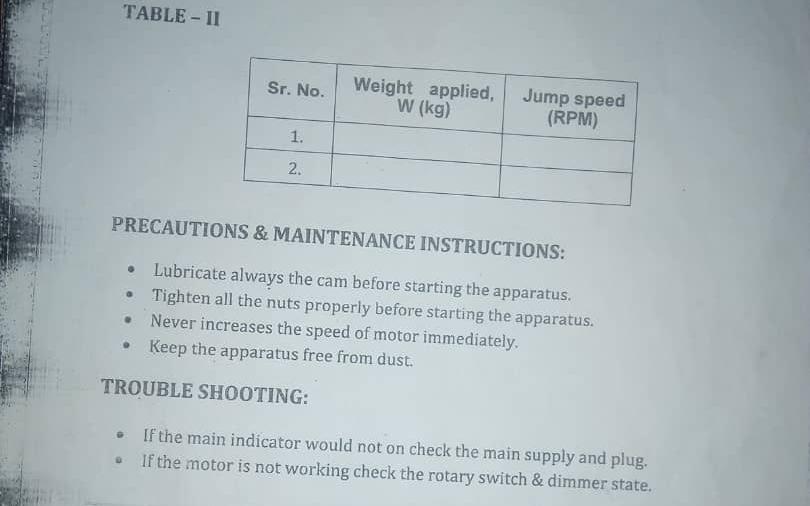 TABLE – II
Sr. No. Weight applied, W (kg) Jump speed (RPM)
1.
2.
PRECAUTIONS & MAINTENANCE INSTRUCTIONS:
• Lubricate always the cam before starting the apparatus.
• Tighten all the nuts properly before starting the apparatus.
• Never increases the speed of motor immediately.
• Keep the apparatus free from dust.
TROUBLE SHOOTING:
• If the main indicator would not on check the main supply and plug.
• If the motor is not working check the rotary switch & dimmer state.